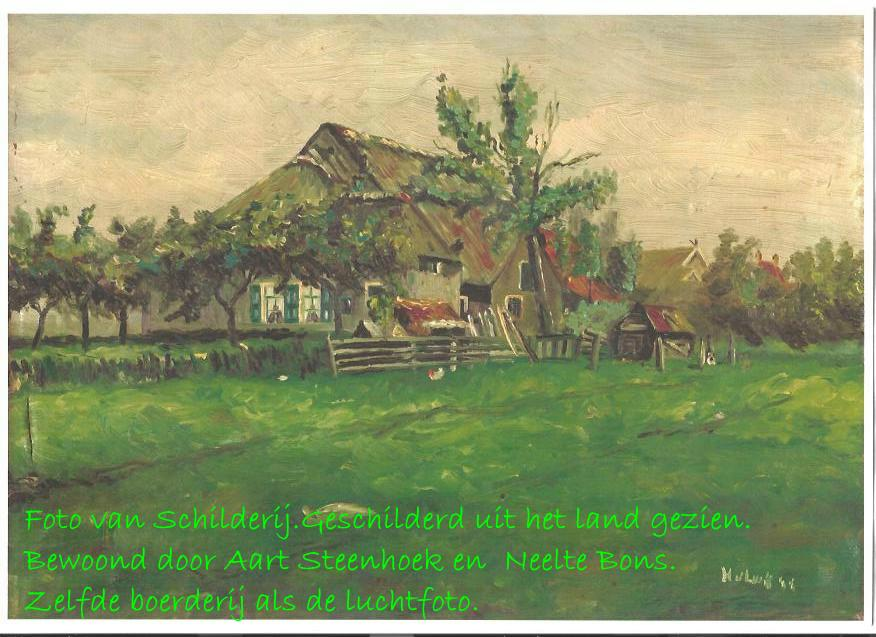 Foto van Schilderij.Geschilderd uit het land gezien.
Bewoond door Aart Steenhoek en Neelte Bons.
Zelfde boerderij als de luchtfoto.